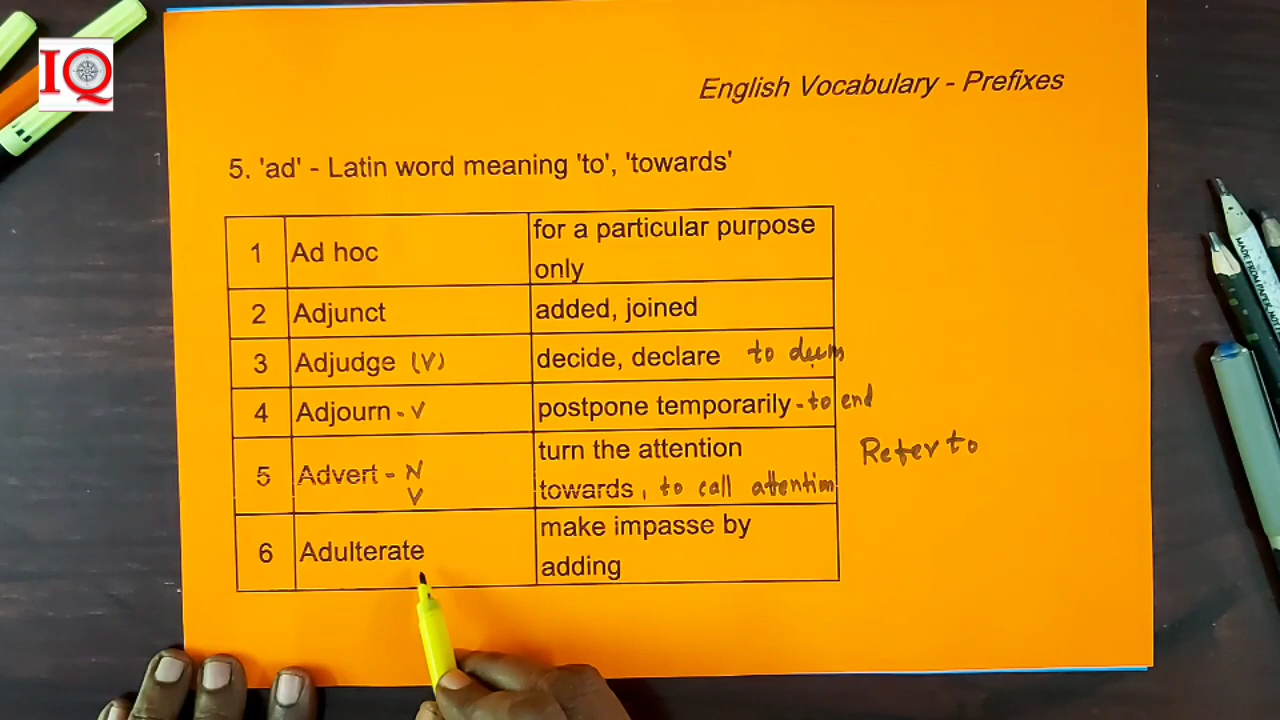 IQ
English Vocabulary - Prefixes
5. 'ad' - Latin word meaning 'to', 'towards'
1 Ad hoc for a particular purpose
only
2 Adjunct added, joined
3 Adjudge (V) decide, declare to deem
4 Adjourn - V postpone temporarily - to end
5 Advert - N turn the attention
V towards, to call attention
Refer to
6 Adulterate make impasse by
adding